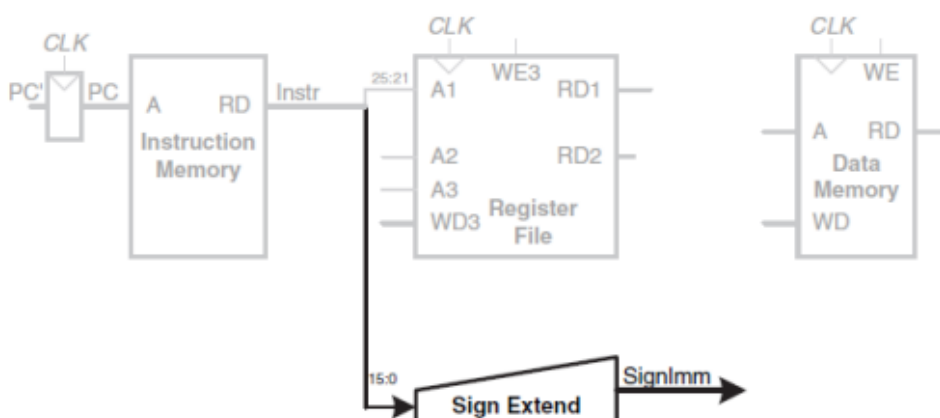 CLK
CLK
CLK
PC'
PC
A
RD
Instruction
Memory
Instr
25:21
A1
WE3
RD1
A2
RD2
A3
WD3
Register
File
WE
A
RD
Data
Memory
WD
15:0
Sign Extend
SignImm